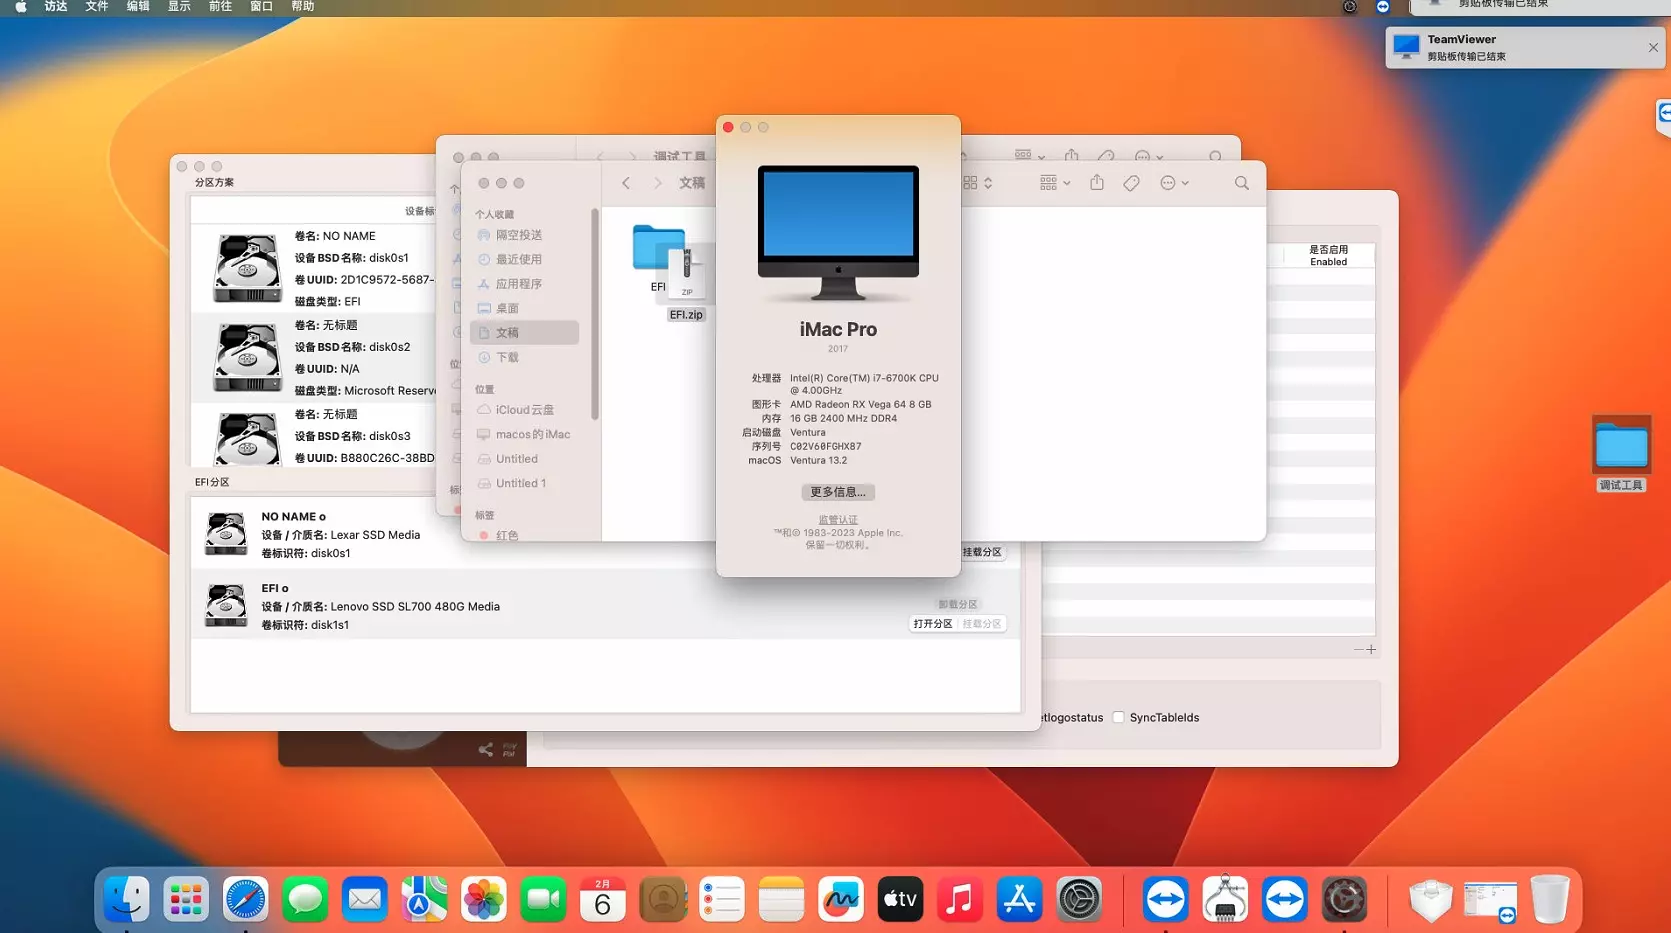 访达 文件 编辑 显示 前往 窗口 帮助
剪贴板传输已结束
TeamViewer
剪贴板传输已结束
分区方案
设备标
卷名: NO NAME
设备 BSD 名称: disk0s1
卷 UUID: 2D1C9572-5687-
磁盘类型: EFI
卷名: 无标题
设备 BSD 名称: disk0s2
卷 UUID: N/A
磁盘类型: Microsoft Reserve
卷名: 无标题
设备 BSD 名称: disk0s3
卷 UUID: B880C26C-38BD
EFI 分区
NO NAME o
设备 / 介质名: Lexar SSD Media
卷标识符: disk0s1
挂载分区
EFI o
设备 / 介质名: Lenovo SSD SL700 480G Media
卷标识符: disk1s1
卸载分区
打开分区 挂载分区
调试工具
文稿
个人收藏
隔空投送
最近使用
应用程序
桌面
文稿
下载
位置
iCloud 云盘
macos的 iMac
Untitled
Untitled 1
标签
红色
EFI
ZIP
EFI.zip
iMac Pro
2017
处理器 Intel(R) Core(TM) i7-6700K CPU
@ 4.00GHz
图形卡 AMD Radeon RX Vega 64 8 GB
内存 16 GB 2400 MHz DDR4
启动磁盘 Ventura
序列号 C02V60FGHX87
macOS Ventura 13.2
更多信息...
监管认证
™和© 1983-2023 Apple Inc.
保留一切权利。
是否启用
Enabled
etlogostatus SyncTableIds
Pay
Pal
调试工具
2月
6
tv